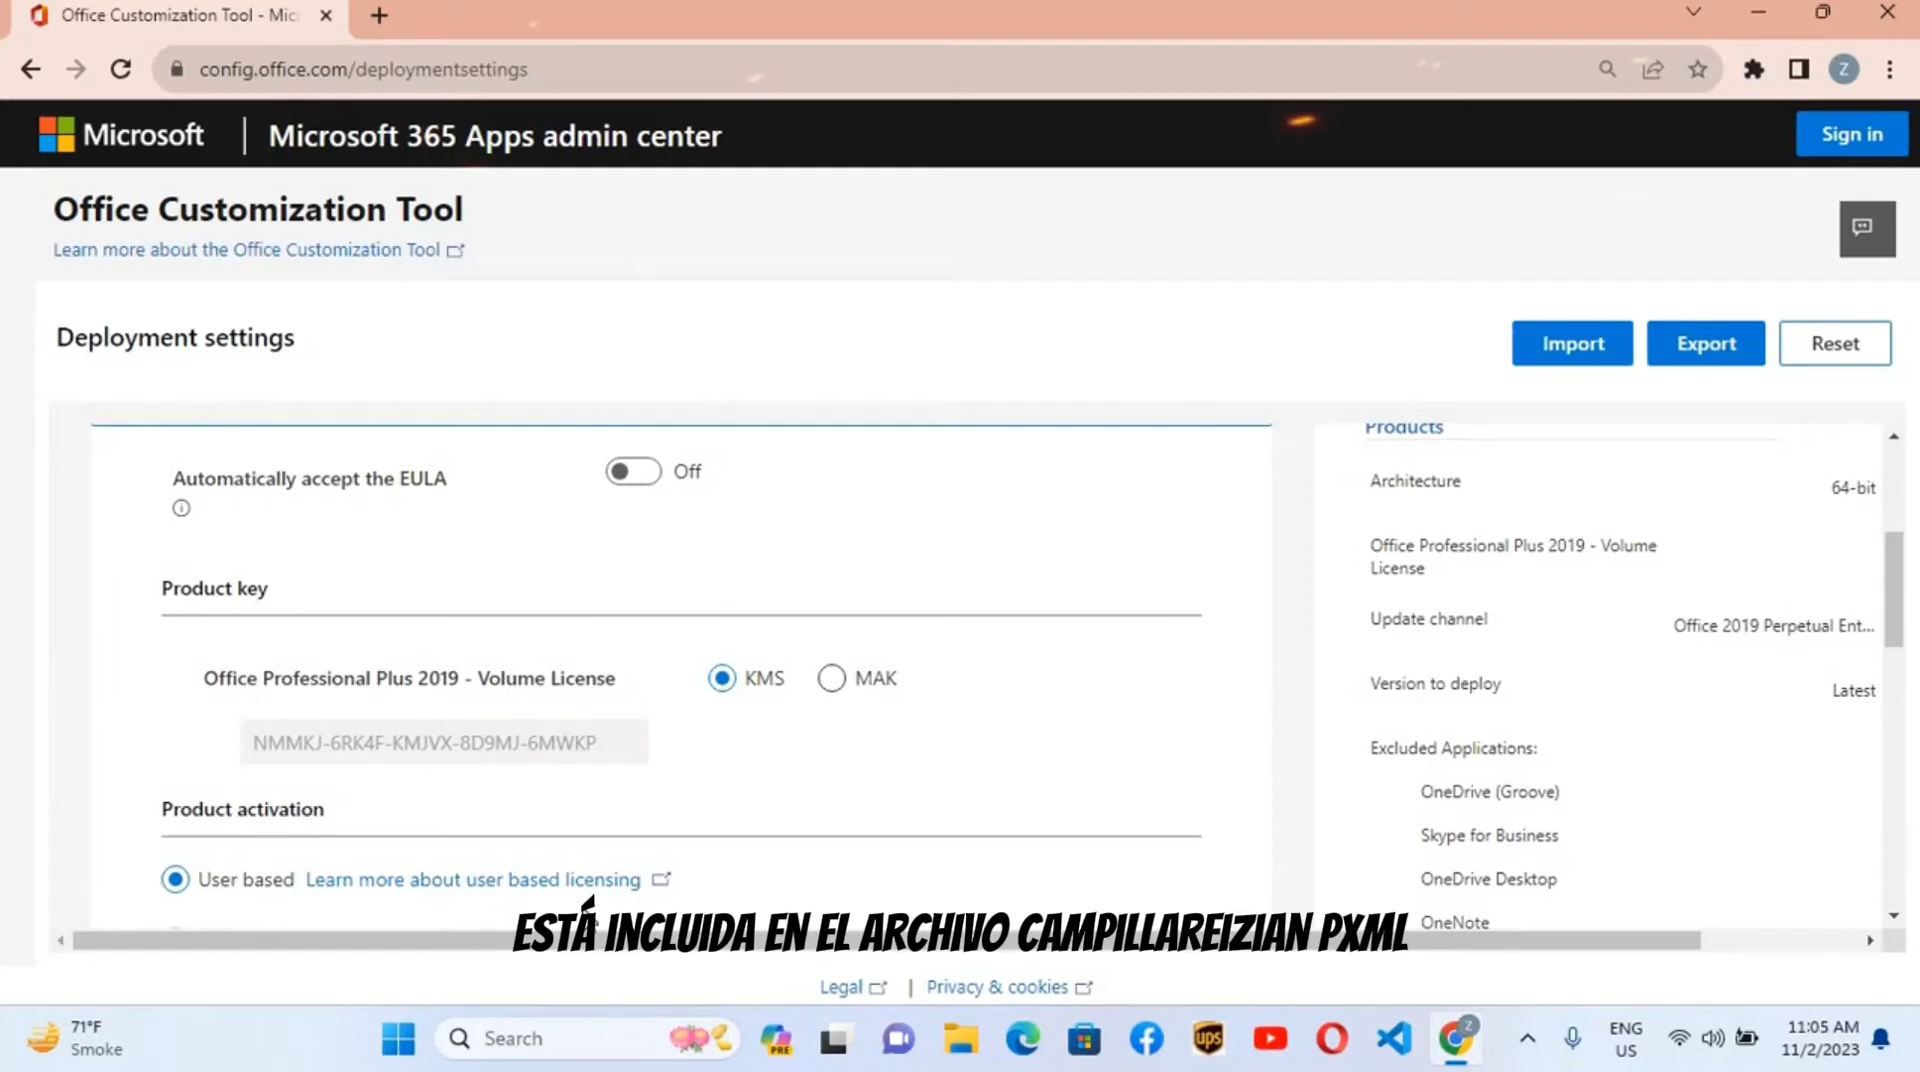 Office Customization Tool - Mic
config.office.com/deploymentsettings
Z
Microsoft
Microsoft 365 Apps admin center
Sign in
Office Customization Tool
Learn more about the Office Customization Tool
Deployment settings
Import
Export
Reset
Automatically accept the EULA
Off
Product key
Office Professional Plus 2019 - Volume License
KMS
MAK
NMMKJ-6RK4F-KMJVX-8D9MJ-6MWKP
Product activation
User based Learn more about user based licensing
Products
Architecture
64-bit
Office Professional Plus 2019 - Volume
License
Update channel
Office 2019 Perpetual Ent...
Version to deploy
Latest
Excluded Applications:
OneDrive (Groove)
Skype for Business
OneDrive Desktop
OneNote
ESTÁ INCLUIDA EN EL ARCHIVO CAMPILLAREIZIAN PXML
Legal | Privacy & cookies
71°F
Smoke
Search
PRE
ups
Z
ENG
US
11:05 AM
11/2/2023